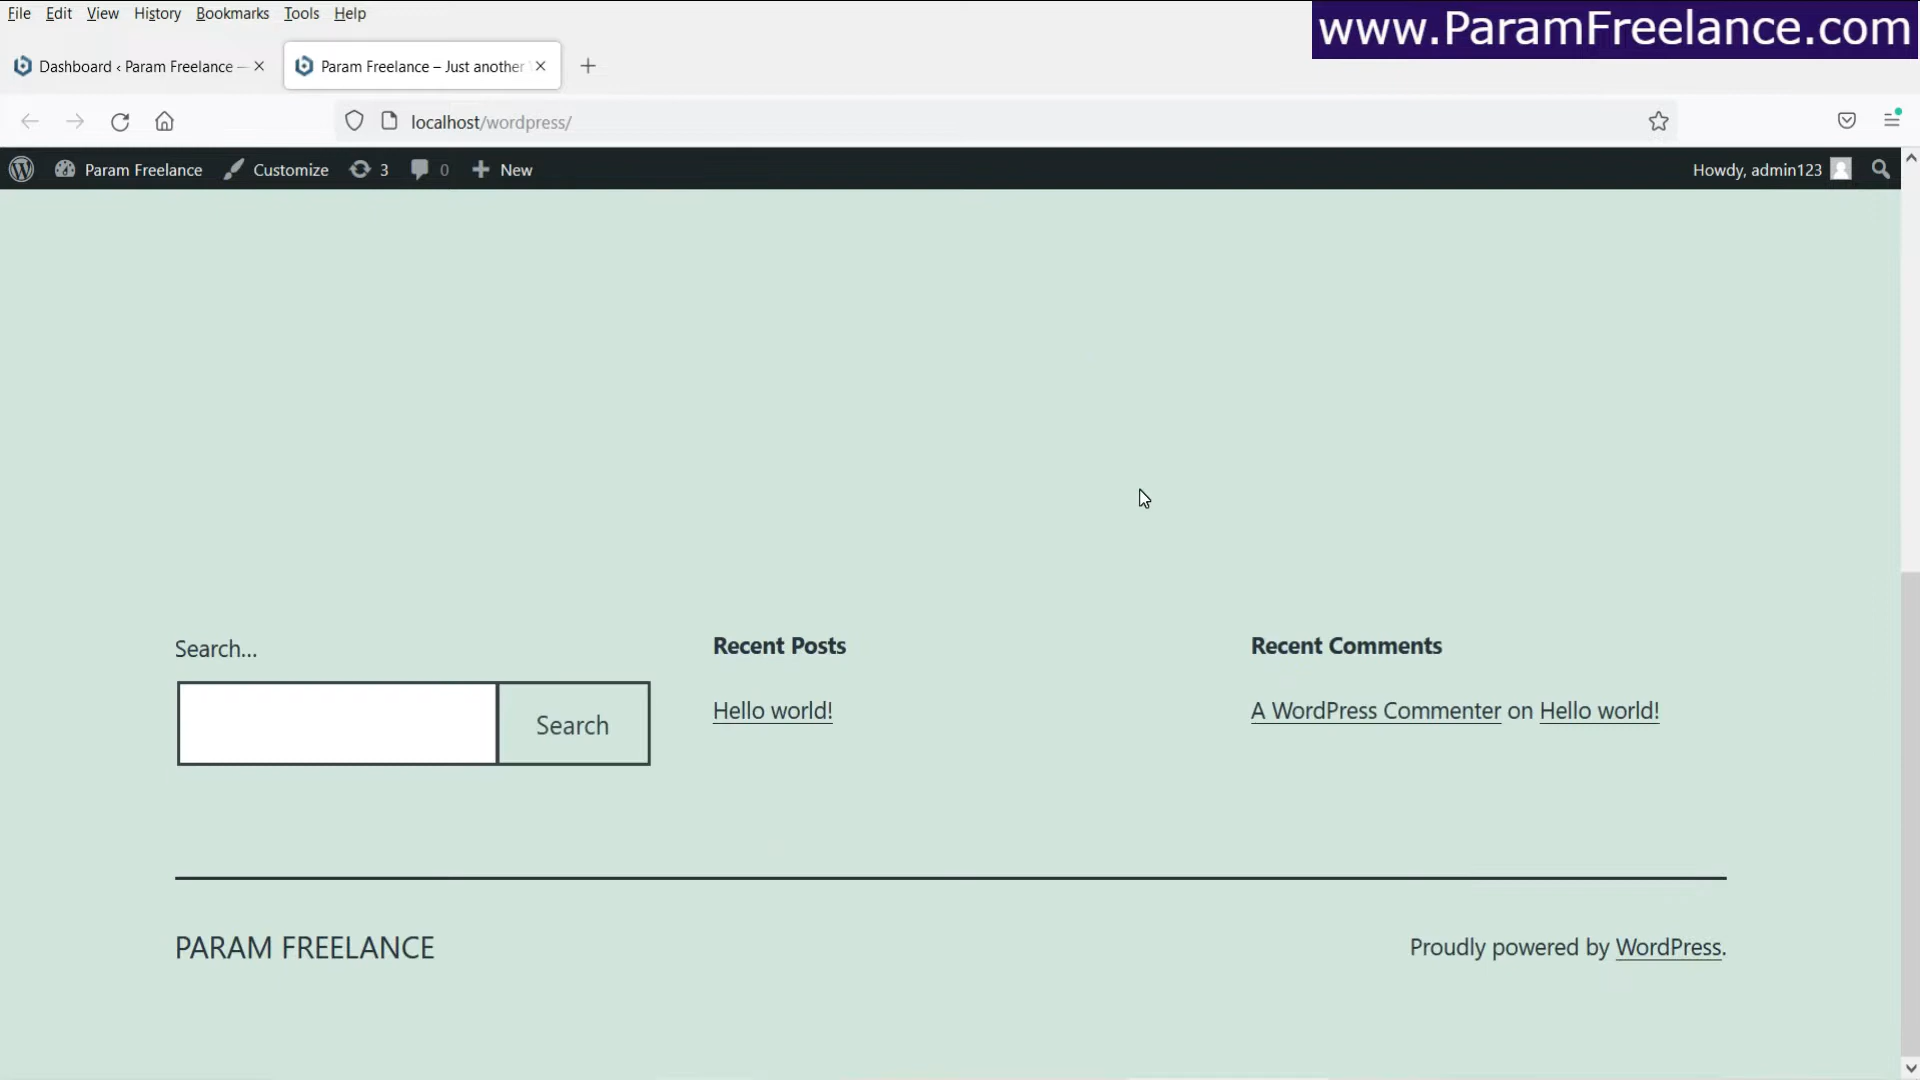 File Edit View History Bookmarks Tools Help
www.ParamFreelance.com
Dashboard ‹ Param Freelance —
Param Freelance – Just another
localhost/wordpress/
Param Freelance Customize 3 0 New Howdy, admin123
Search...
Search
Recent Posts
Hello world!
Recent Comments
A WordPress Commenter on Hello world!
PARAM FREELANCE
Proudly powered by WordPress.